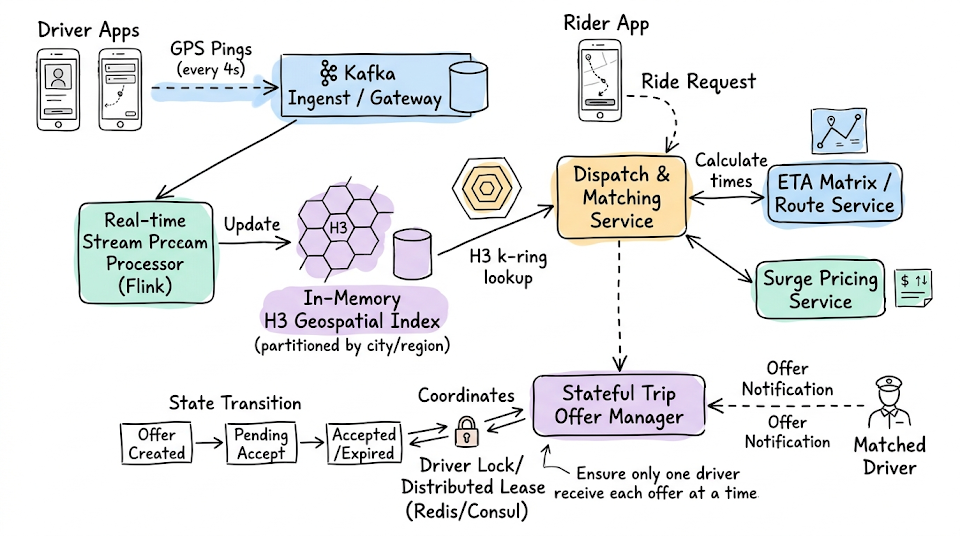 Driver Apps
GPS Pings
(every 4s)
Kafka
Ingenst / Gateway
Rider App
Ride Request
Real-time
Stream Prccam
Processor
(Flink)
Update
H3
In-Memory
H3 Geospatial Index
(partitioned by city/region)
H3 k-ring
lookup
Dispatch &
Matching
Service
Calculate
times
ETA Matrix /
Route Service
Surge Pricing
Service
$ ↑↓
State Transition
Offer
Created
Pending
Accept
Accepted
/Expired
Coordinates
Driver Lock/
Distributed Lease
(Redis/Consul)
Stateful Trip
Offer Manager
Ensure only one driver
receive each offer at a time
Offer
Notification
Offer
Notification
Matched
Driver